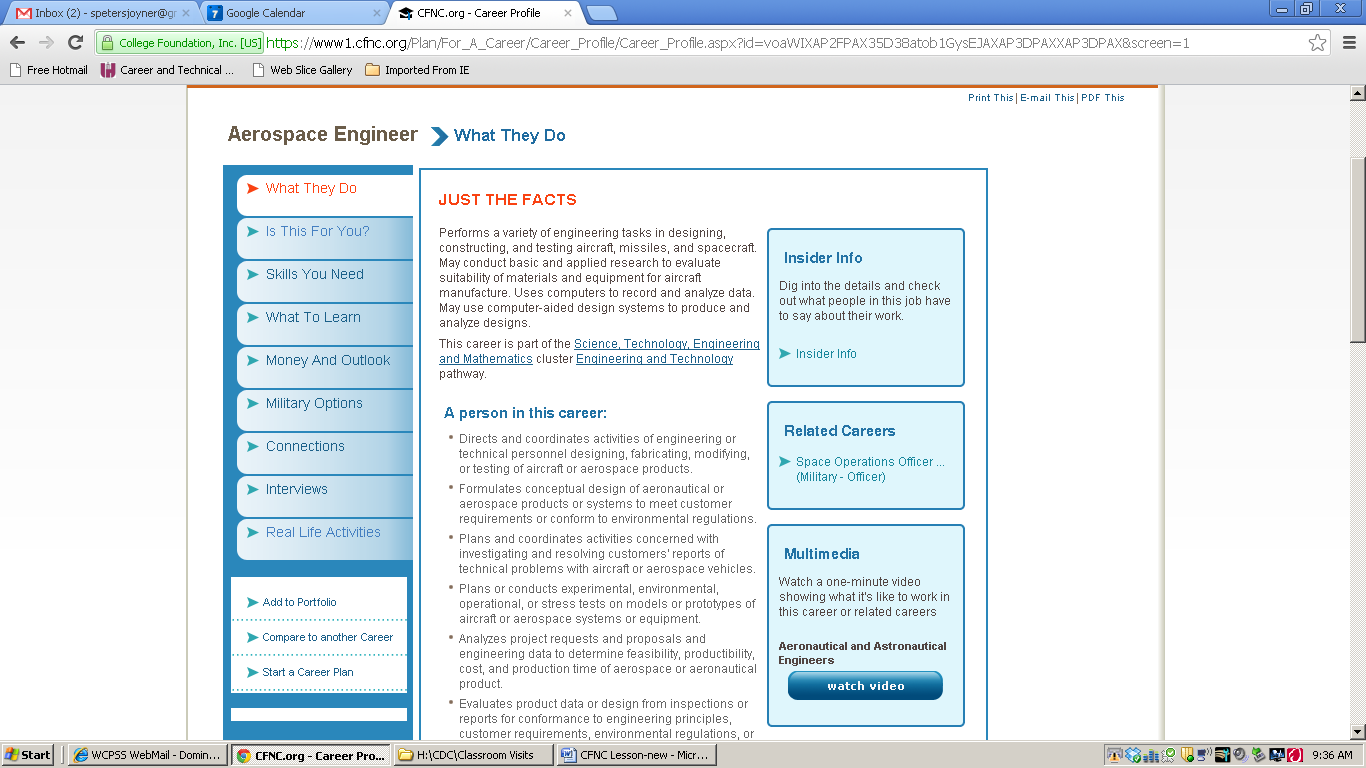 Inbox (2) - spetersjoyner@gr
Google Calendar
CFNC.org - Career Profile
College Foundation, Inc. [US]
https://www1.cfnc.org/Plan/For_A_Career/Career_Profile/Career_Profile.aspx?id=voaWIXAP2FPAX35D38atob1GysEJAXAP3DPAXXAP3DPAX&screen=1
Free Hotmail
Career and Technical ...
Web Slice Gallery
Imported From IE
Print This | E-mail This | PDF This
Aerospace Engineer
What They Do
What They Do
Is This For You?
Skills You Need
What To Learn
Money And Outlook
Military Options
Connections
Interviews
Real Life Activities
Add to Portfolio
Compare to another Career
Start a Career Plan
JUST THE FACTS
Performs a variety of engineering tasks in designing,
constructing, and testing aircraft, missiles, and spacecraft.
May conduct basic and applied research to evaluate
suitability of materials and equipment for aircraft
manufacture. Uses computers to record and analyze data.
May use computer-aided design systems to produce and
analyze designs.
This career is part of the Science, Technology, Engineering
and Mathematics cluster Engineering and Technology
pathway.
A person in this career:
• Directs and coordinates activities of engineering or
technical personnel designing, fabricating, modifying,
or testing of aircraft or aerospace products.
• Formulates conceptual design of aeronautical or
aerospace products or systems to meet customer
requirements or conform to environmental regulations.
• Plans and coordinates activities concerned with
investigating and resolving customers' reports of
technical problems with aircraft or aerospace vehicles.
• Plans or conducts experimental, environmental,
operational, or stress tests on models or prototypes of
aircraft or aerospace systems or equipment.
• Analyzes project requests and proposals and
engineering data to determine feasibility, productibility,
cost, and production time of aerospace or aeronautical
product.
• Evaluates product data or design from inspections or
reports for conformance to engineering principles,
customer requirements, environmental regulations, or
Insider Info
Dig into the details and check
out what people in this job have
to say about their work.
Insider Info
Related Careers
Space Operations Officer ...
(Military - Officer)
Multimedia
Watch a one-minute video
showing what it's like to work in
this career or related careers
Aeronautical and Astronautical
Engineers
watch video
Start
WCPSS WebMail - Domin...
CFNC.org - Career Pro...
H:\CDC\Classroom Visits
CFNC Lesson-new - Micr...
9:36 AM